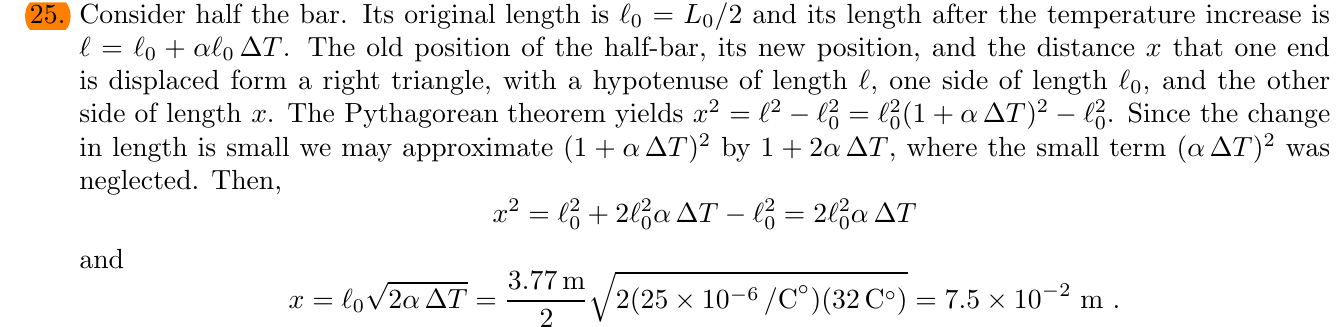 25. Consider half the bar. Its original length is ℓ₀ = L₀/2 and its length after the temperature increase is
ℓ = ℓ₀ + αℓ₀ ΔT. The old position of the half-bar, its new position, and the distance x that one end
is displaced form a right triangle, with a hypotenuse of length ℓ, one side of length ℓ₀, and the other
side of length x. The Pythagorean theorem yields x² = ℓ² − ℓ₀² = ℓ₀²(1 + α ΔT)² − ℓ₀². Since the change
in length is small we may approximate (1 + α ΔT)² by 1 + 2α ΔT, where the small term (α ΔT)² was
neglected. Then,
x² = ℓ₀² + 2ℓ₀²α ΔT − ℓ₀² = 2ℓ₀²α ΔT
and
x = ℓ₀√(2α ΔT) = (3.77 m)/2 √(2(25 × 10⁻⁶ /C°)(32 C°)) = 7.5 × 10⁻² m .